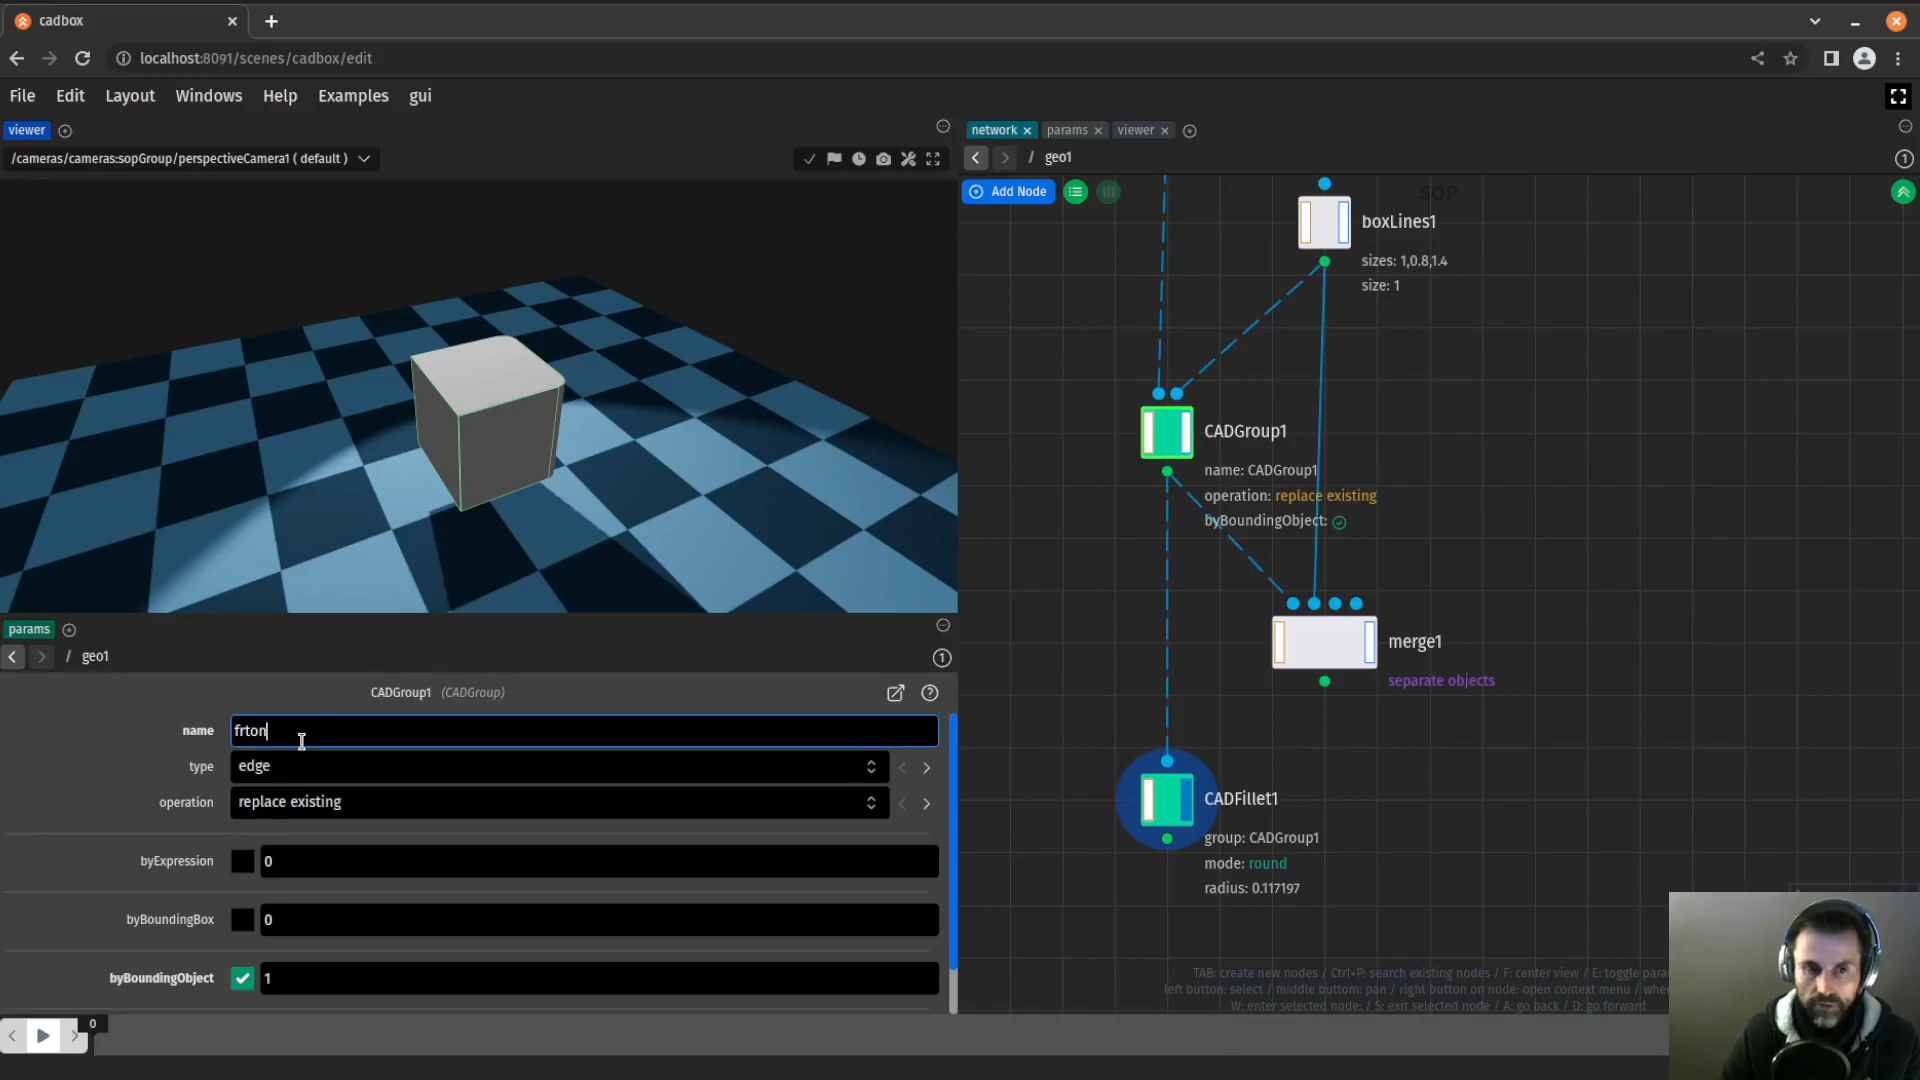 cadbox
localhost:8091/scenes/cadbox/edit
File Edit Layout Windows Help Examples gui
viewer
/cameras/cameras:sopGroup/perspectiveCamera1 ( default )
network params viewer
/ geo1
1
Add Node
SOP
boxLines1
sizes: 1,0.8,1.4
size: 1
CADGroup1
name: CADGroup1
operation: replace existing
byBoundingObject:
merge1
separate objects
CADFillet1
group: CADGroup1
mode: round
radius: 0.117197
TAB: create new nodes / Ctrl+P: search existing nodes / F: center view / E: toggle para
left button: select / middle buttom: pan / right button on node: open context menu / whee
W: enter selected node: / S: exit selected node / A: go back / D: go forward
params
/ geo1
1
CADGroup1 (CADGroup)
name frton
type edge
operation replace existing
byExpression 0
byBoundingBox 0
byBoundingObject 1
0